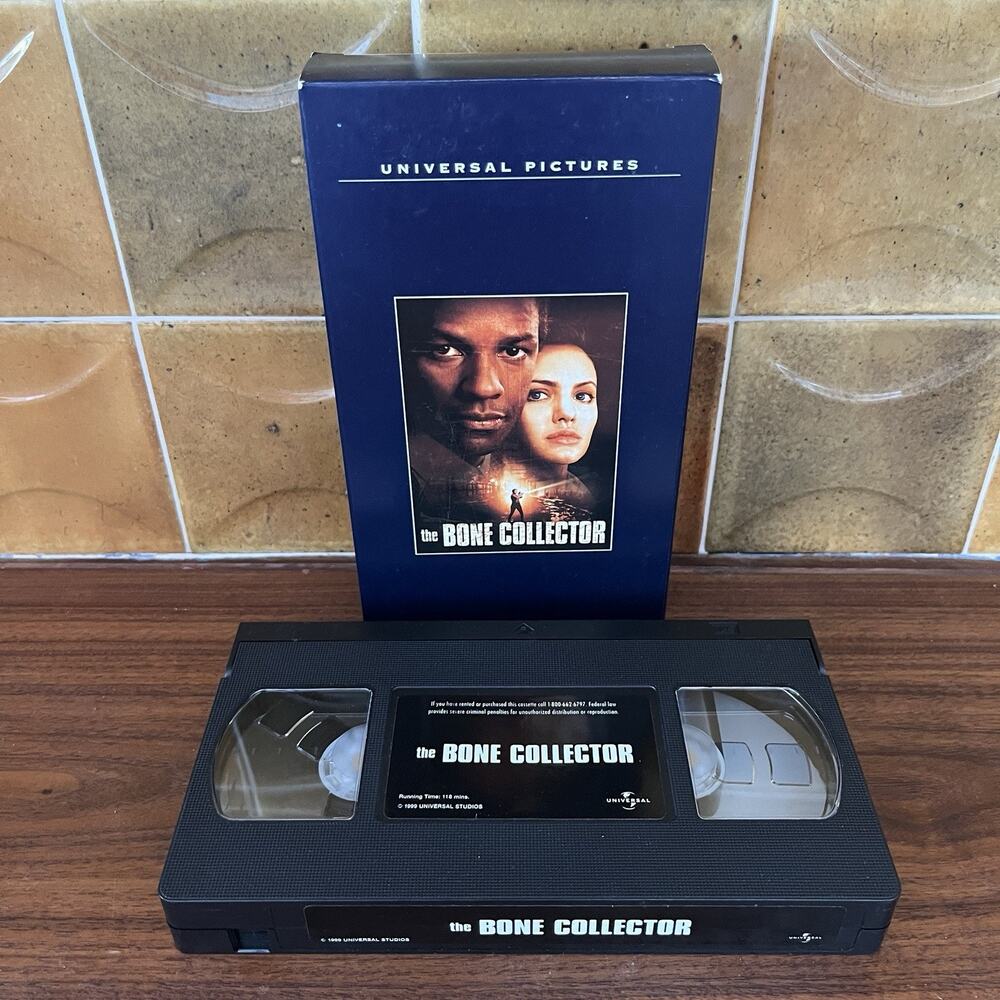 UNIVERSAL PICTURES
the BONE COLLECTOR
If you have rented or purchased this cassette call 1-800-662-6797. Federal law
provides severe criminal penalties for unauthorized distribution or reproduction.
the BONE COLLECTOR
Running Time: 118 mins.
© 1999 UNIVERSAL STUDIOS
UNIVERSAL
the BONE COLLECTOR
© 1999 UNIVERSAL STUDIOS
UNIVERSAL